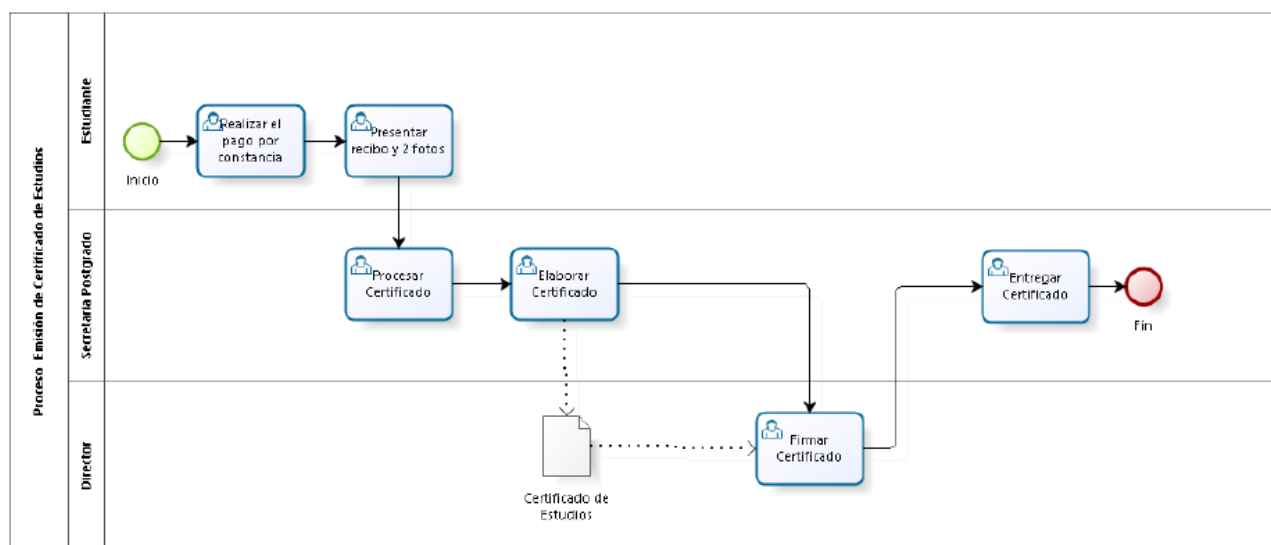 Proceso Emisión de Certificado de Estudios
Estudiante
Inicio
Realizar el
pago por
constancia
Presentar
recibo y 2 fotos
Secretaria Postgrado
Procesar
Certificado
Elaborar
Certificado
Entregar
Certificado
Fin
Director
Certificado de
Estudios
Firmar
Certificado